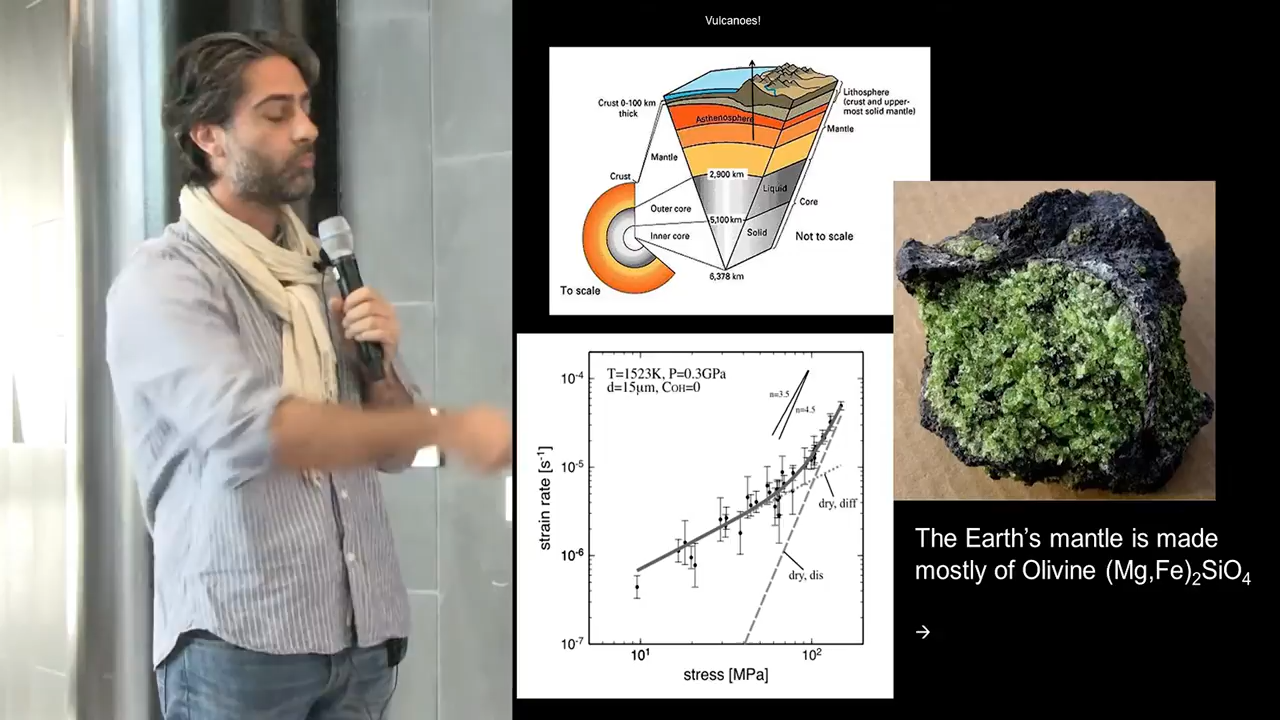 Vulcanoes!
Crust 0-100 km
thick
Asthenosphere
Lithosphere
(crust and upper-
most solid mantle)
Mantle
Mantle
Crust
2,900 km
Liquid
Outer core
Core
5,100 km
Inner core
Solid
Not to scale
6,378 km
To scale
T=1523K, P=0.3GPa
d=15μm, COH=0
n=3.5
n=4.5
10⁻⁴
10⁻⁵
10⁻⁶
10⁻⁷
strain rate [s⁻¹]
dry, diff
dry, dis
10¹
10²
stress [MPa]
The Earth's mantle is made
mostly of Olivine (Mg,Fe)₂SiO₄
→